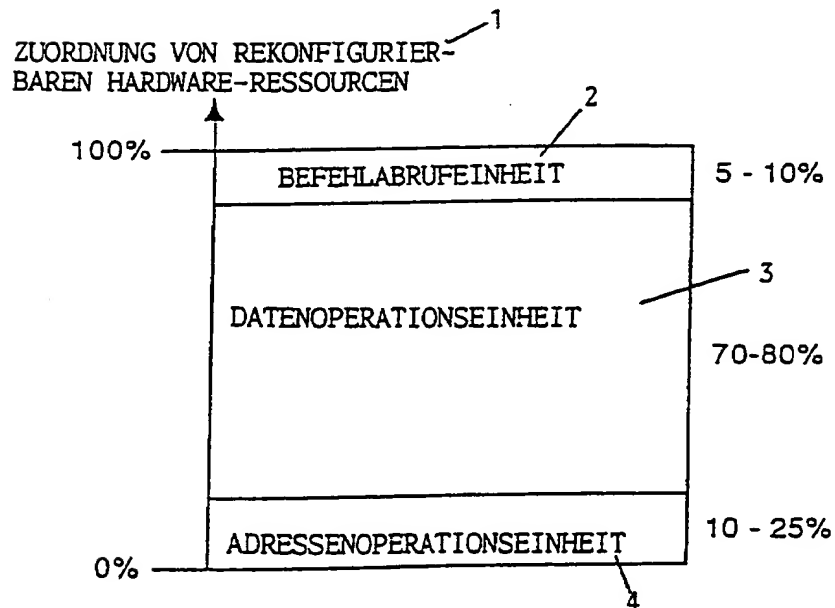 1
ZUORDNUNG VON REKONFIGURIER-
BAREN HARDWARE-RESSOURCEN
2
100%
BEFEHLABRUFEINHEIT
5 - 10%
3
DATENOPERATIONSEINHEIT
70-80%
10 - 25%
ADRESSENOPERATIONSEINHEIT
0%
4